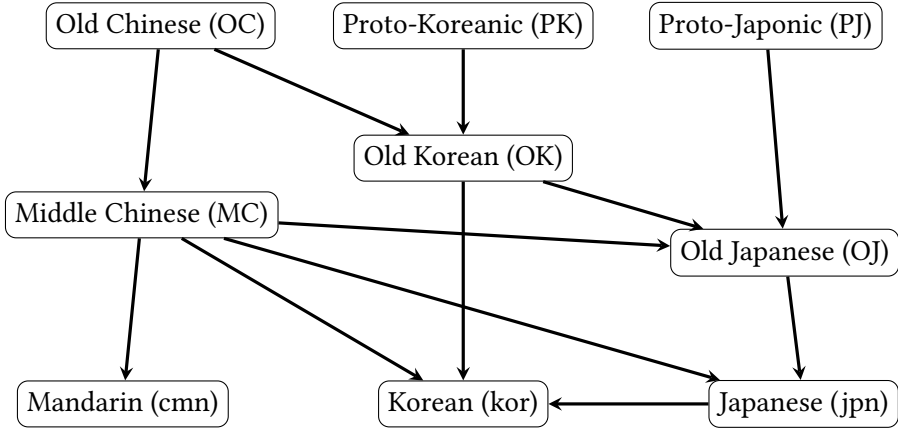 Old Chinese (OC)
Proto-Koreanic (PK)
Proto-Japonic (PJ)
Old Korean (OK)
Middle Chinese (MC)
Old Japanese (OJ)
Mandarin (cmn)
Korean (kor)
Japanese (jpn)